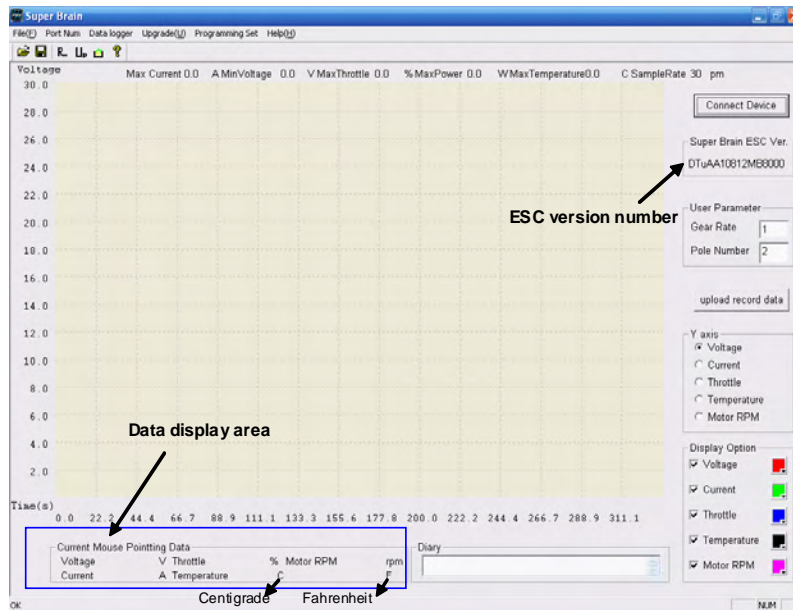 Super Brain
File(F) Port Num Data logger Upgrade(U) Programming Set Help(H)
R.. U.. ?
Voltage Max Current 0.0 A MinVoltage 0.0 V MaxThrottle 0.0 % MaxPower 0.0 W MaxTemperature0.0 C SampleRate 30 pm
30.0
28.0
26.0
24.0
22.0
20.0
18.0
16.0
14.0
12.0
10.0
8.0
6.0
4.0
2.0
Time(s)
0.0 22.2 44.4 66.7 88.9 111.1 133.3 155.6 177.8 200.0 222.2 244.4 266.7 288.9 311.1
Connect Device
Super Brain ESC Ver.
DTuAA10812MB8000
ESC version number
User Parameter
Gear Rate 1
Pole Number 2
upload record data
Y axis
Voltage
Current
Throttle
Temperature
Motor RPM
Data display area
Display Option
Voltage
Current
Throttle
Temperature
Motor RPM
Current Mouse Pointting Data
Voltage V Throttle % Motor RPM rpm
Current A Temperature C F
Diary
Centigrade Fahrenheit
OK NUM